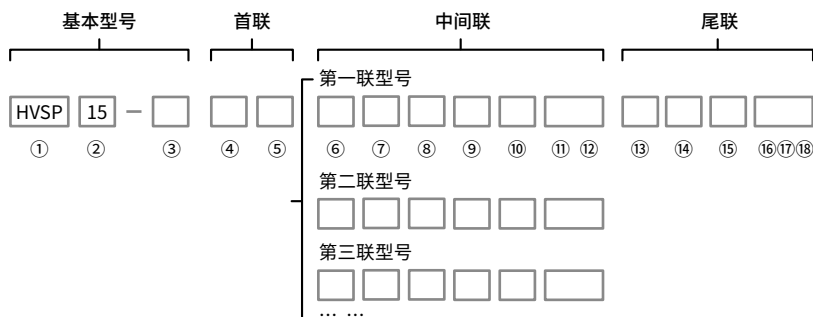 基本型号 首联 中间联 尾联
第一联型号
HVSP 15 –
① ② ③ ④ ⑤ ⑥ ⑦ ⑧ ⑨ ⑩ ⑪ ⑫ ⑬ ⑭ ⑮ ⑯⑰⑱
第二联型号
第三联型号
… …